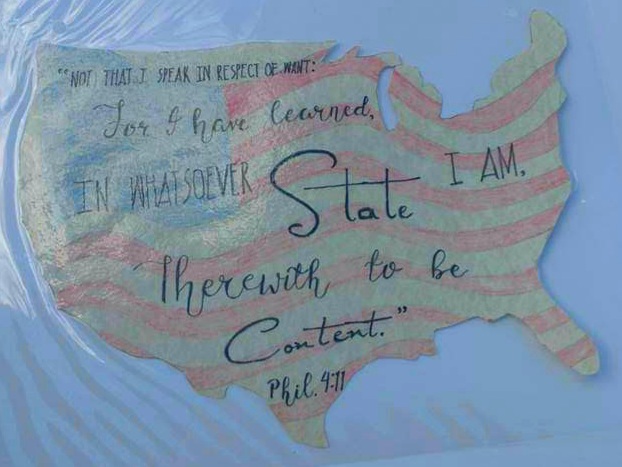 "NOT THAT I SPEAK IN RESPECT OF WANT:
For I have learned,
IN WHATSOEVER State I AM,
Therewith to be
Content."
Phil. 4:11